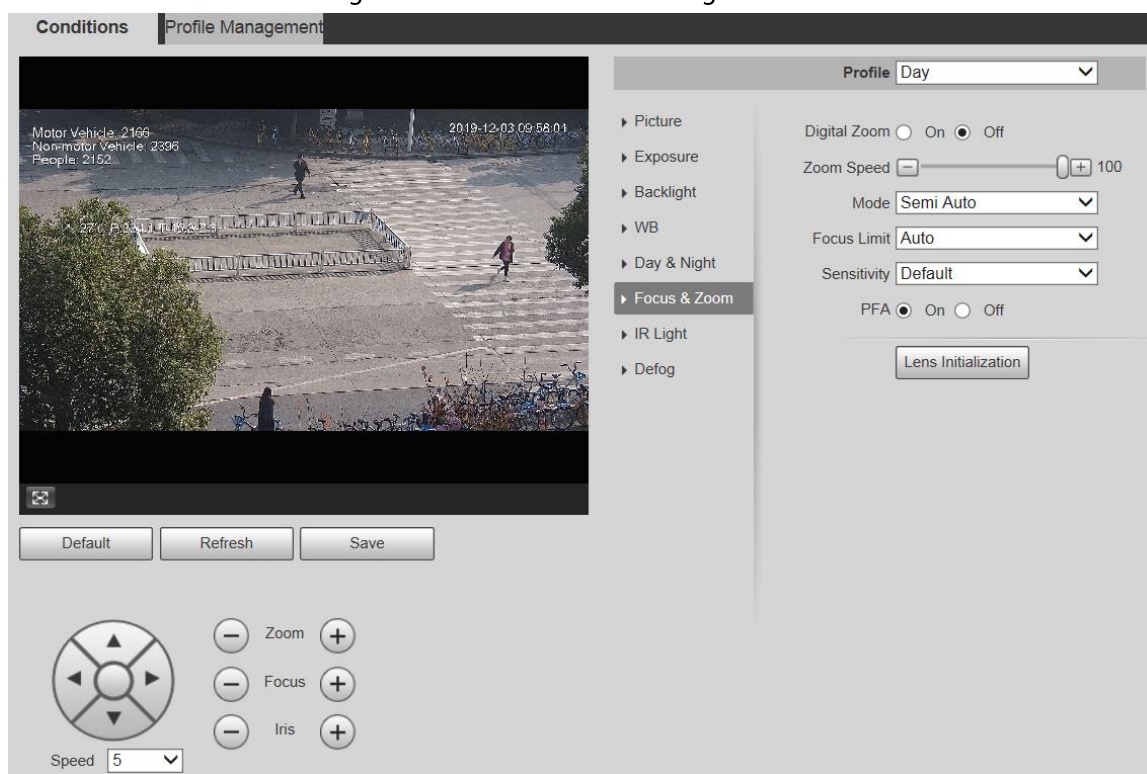 Conditions Profile Management
Profile Day
Motor Vehicle: 2166 2019-12-03 09:56:01
Non-motor Vehicle: 2396
People: 2152
Picture
Exposure
Backlight
WB
Day & Night
Focus & Zoom
IR Light
Defog
Digital Zoom On Off
Zoom Speed 100
Mode Semi Auto
Focus Limit Auto
Sensitivity Default
PFA On Off
Lens Initialization
Default Refresh Save
Zoom
Focus
Iris
Speed 5